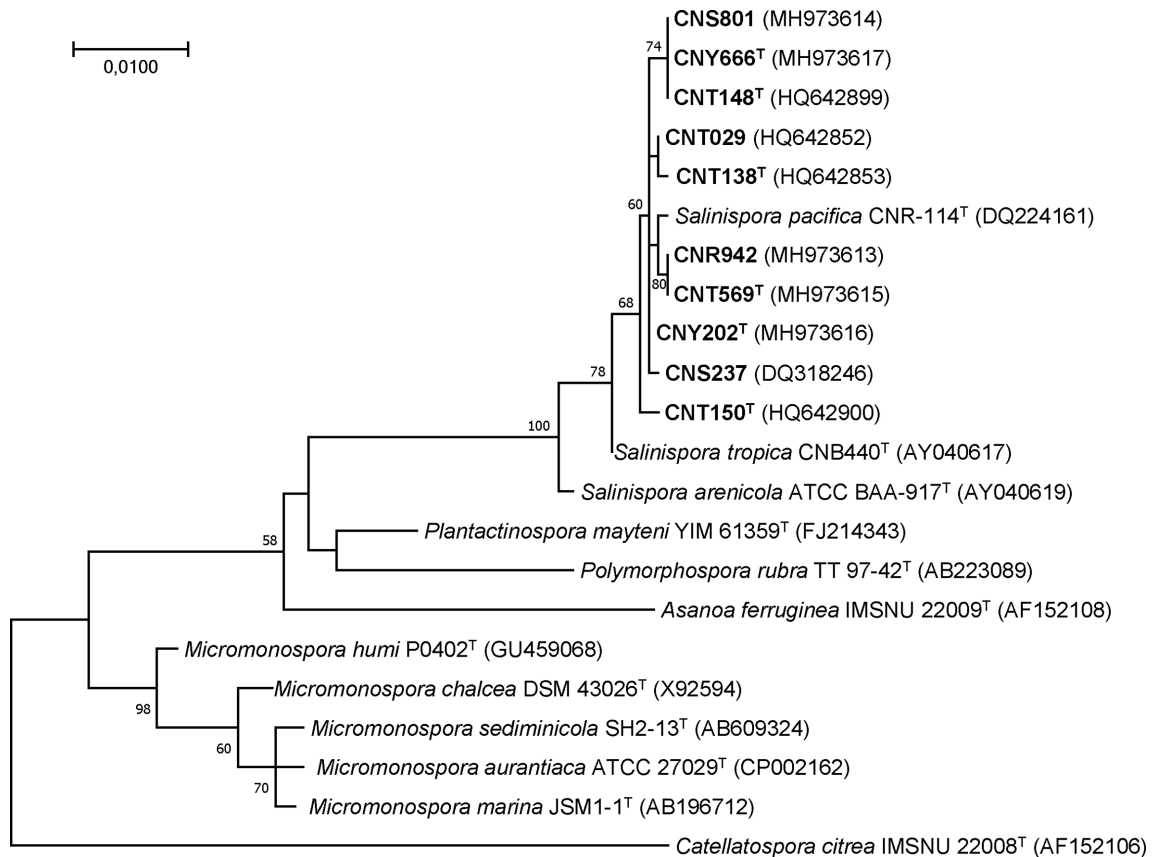 CNS801 (MH973614)
74
CNY666ᵀ (MH973617)
0,0100
CNT148ᵀ (HQ642899)
CNT029 (HQ642852)
CNT138ᵀ (HQ642853)
60
Salinispora pacifica CNR-114ᵀ (DQ224161)
CNR942 (MH973613)
80
CNT569ᵀ (MH973615)
68
CNY202ᵀ (MH973616)
78
CNS237 (DQ318246)
CNT150ᵀ (HQ642900)
100
Salinispora tropica CNB440ᵀ (AY040617)
Salinispora arenicola ATCC BAA-917ᵀ (AY040619)
Plantactinospora mayteni YIM 61359ᵀ (FJ214343)
58
Polymorphospora rubra TT 97-42ᵀ (AB223089)
Asanoa ferruginea IMSNU 22009ᵀ (AF152108)
Micromonospora humi P0402ᵀ (GU459068)
Micromonospora chalcea DSM 43026ᵀ (X92594)
98
Micromonospora sediminicola SH2-13ᵀ (AB609324)
60
Micromonospora aurantiaca ATCC 27029ᵀ (CP002162)
70
Micromonospora marina JSM1-1ᵀ (AB196712)
Catellatospora citrea IMSNU 22008ᵀ (AF152106)